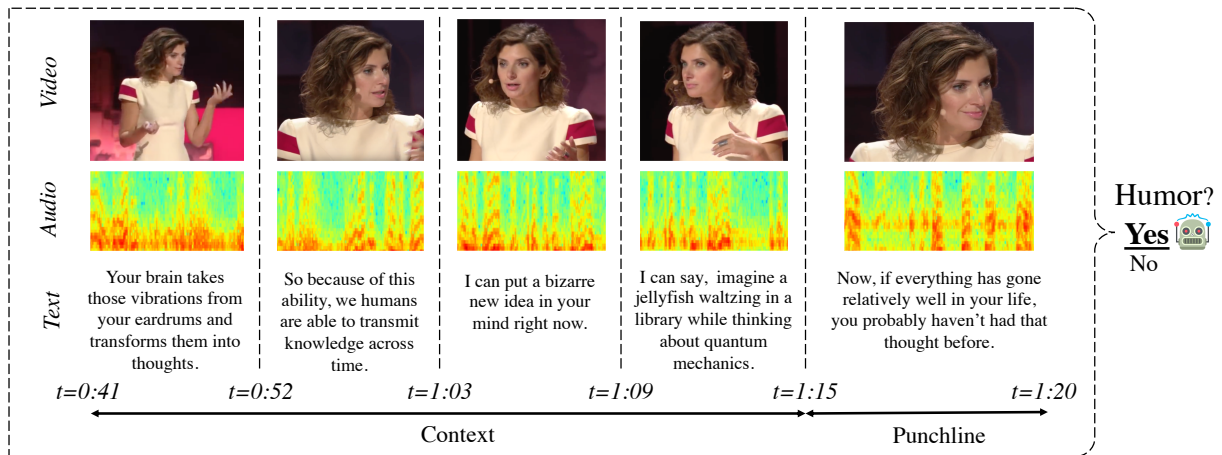 Video
Audio
Text
Your brain takes
those vibrations from
your eardrums and
transforms them into
thoughts.
So because of this
ability, we humans
are able to transmit
knowledge across
time.
I can put a bizarre
new idea in your
mind right now.
I can say, imagine a
jellyfish waltzing in a
library while thinking
about quantum
mechanics.
Now, if everything has gone
relatively well in your life,
you probably haven't had that
thought before.
t=0:41
t=0:52
t=1:03
t=1:09
t=1:15
t=1:20
Context
Punchline
Humor?
Yes
No